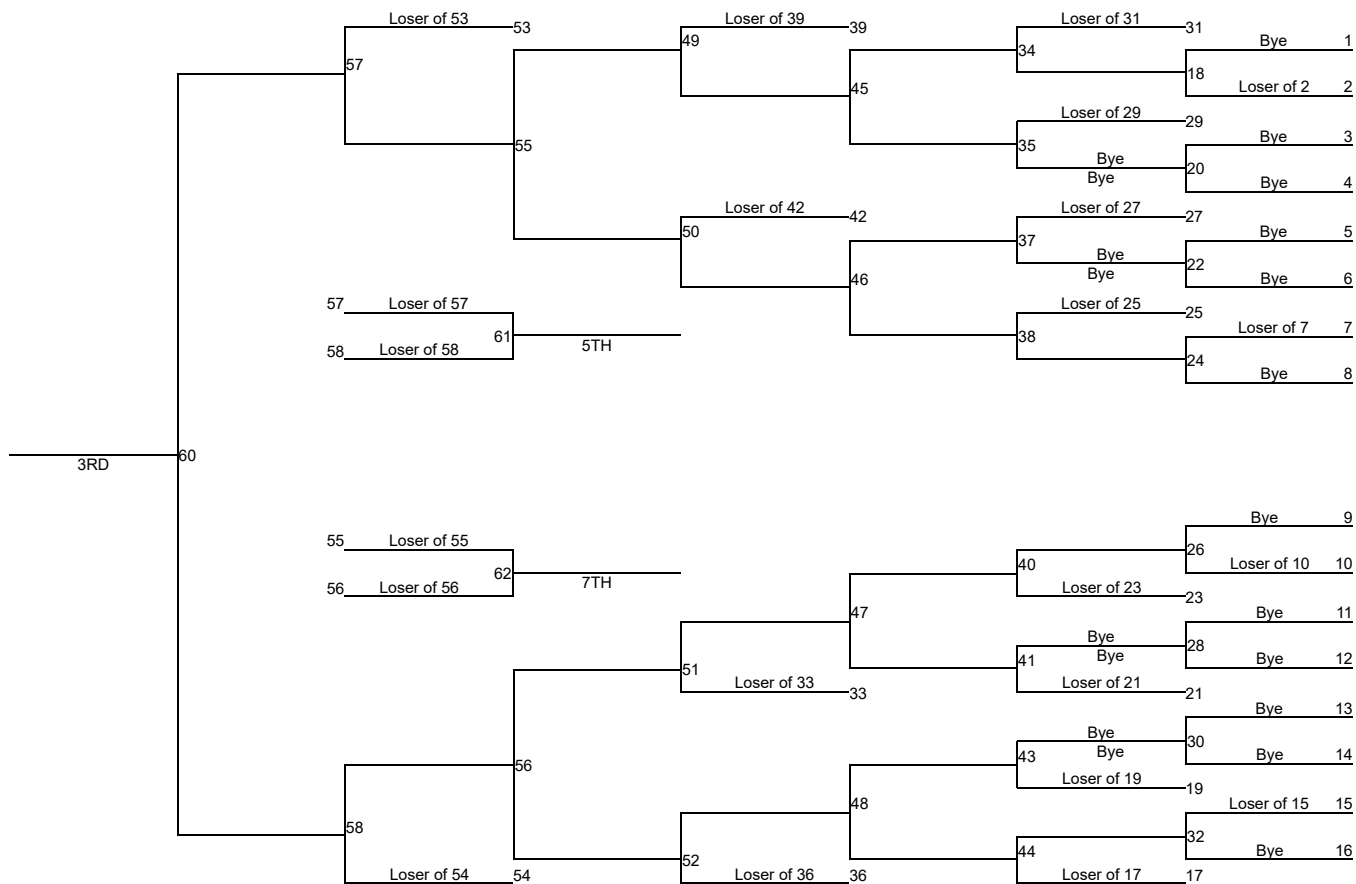 Loser of 53 53 Loser of 39 39 Loser of 31 31
49 34 Bye 1
57 18
45 Loser of 2 2
Loser of 29 29
55 35 Bye 3
Bye 20
Bye Bye 4
Loser of 42 42 Loser of 27 27
50 37 Bye 5
Bye 22
Bye 46 Bye 6
57 Loser of 57 Loser of 25 25
61 5TH 38 Loser of 7 7
58 Loser of 58 24
Bye 8
60
3RD
Bye 9
55 Loser of 55 26
62 7TH 40 Loser of 10 10
56 Loser of 56 Loser of 23 23
47 Bye 11
Bye 28
51 41 Bye Bye 12
Loser of 33 33 Loser of 21 21
Bye 13
Bye 30
56 43 Bye Bye 14
Loser of 19 19
48 Loser of 15 15
58 32
52 44 Bye 16
Loser of 54 54 Loser of 36 36 Loser of 17 17